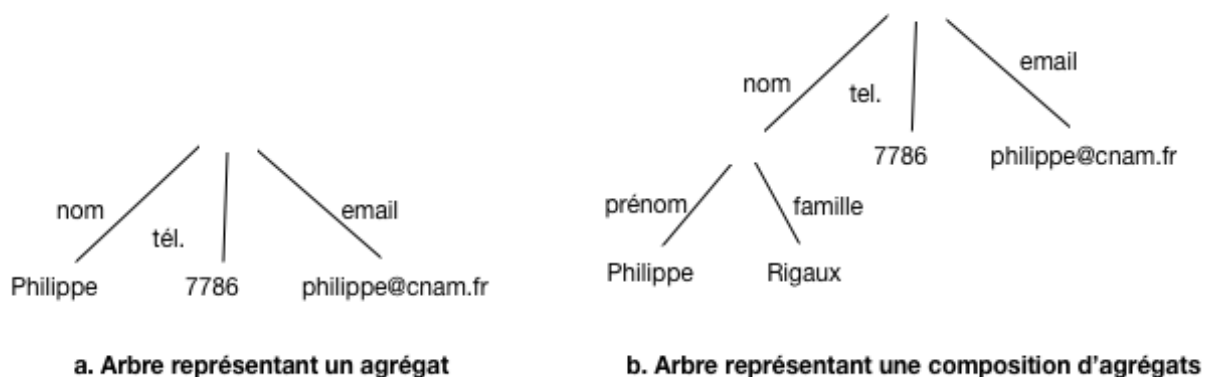 nom
tél.
email
Philippe
7786
philippe@cnam.fr
a. Arbre représentant un agrégat
nom
tel.
email
7786
philippe@cnam.fr
prénom
famille
Philippe
Rigaux
b. Arbre représentant une composition d'agrégats